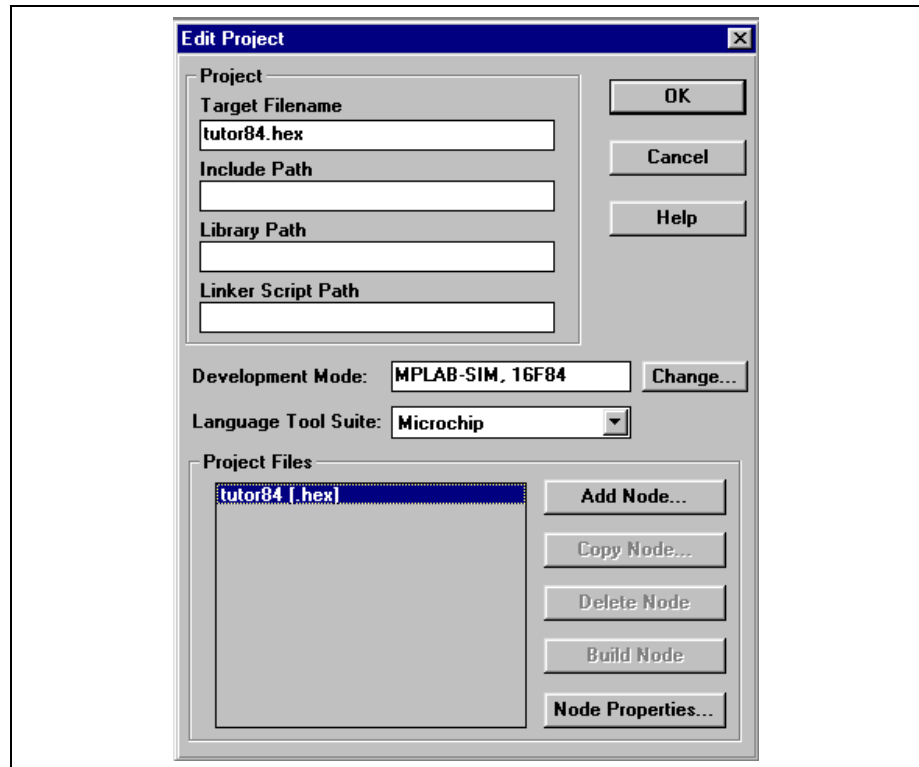 Edit Project
Project
Target Filename
tutor84.hex
Include Path
Library Path
Linker Script Path
OK
Cancel
Help
Development Mode: MPLAB-SIM, 16F84 Change...
Language Tool Suite: Microchip
Project Files
tutor84 [.hex]
Add Node...
Copy Node...
Delete Node
Build Node
Node Properties...